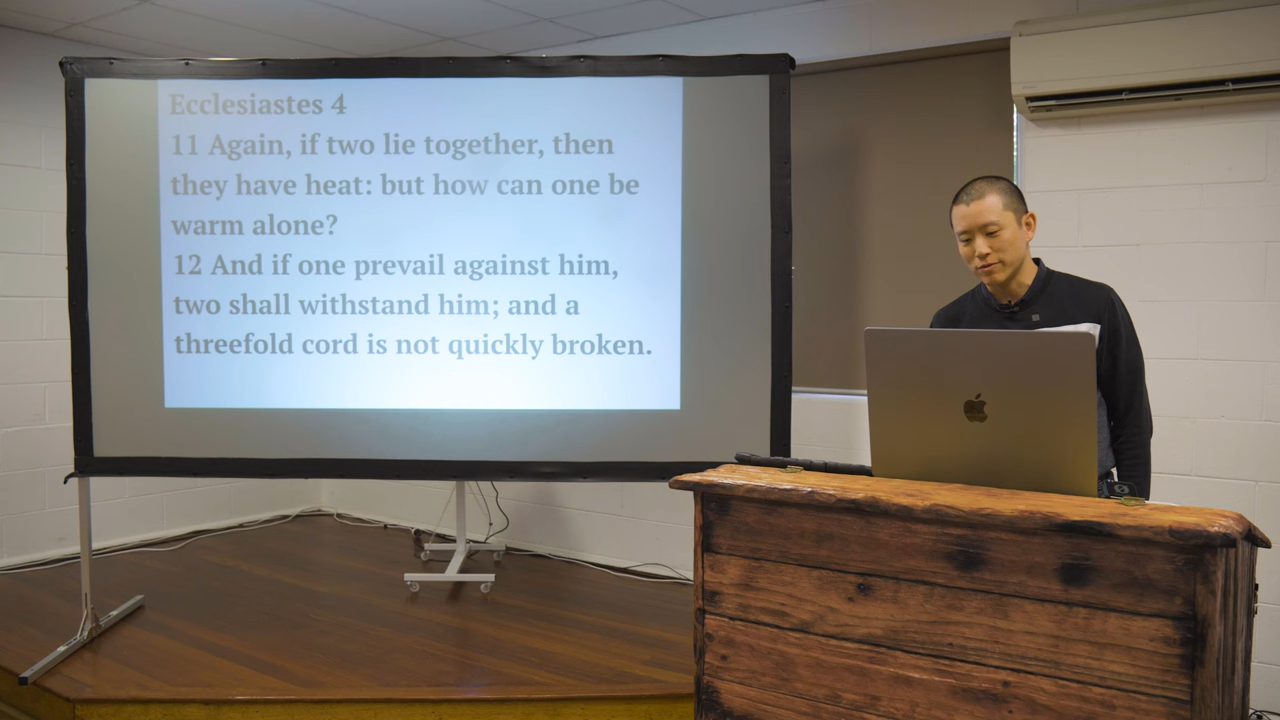 Ecclesiastes 4
11 Again, if two lie together, then
they have heat: but how can one be
warm alone?
12 And if one prevail against him,
two shall withstand him; and a
threefold cord is not quickly broken.